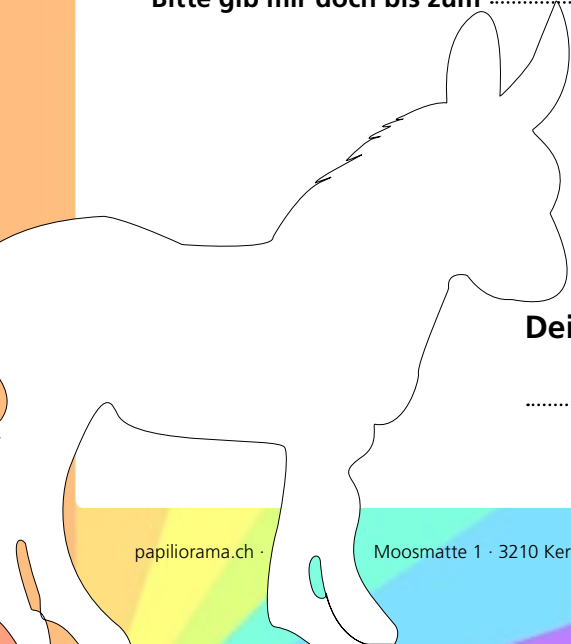 Bitte gib mir doch bis zum
Dei
papiliorama.ch ·
Moosmatte 1 · 3210 Ker